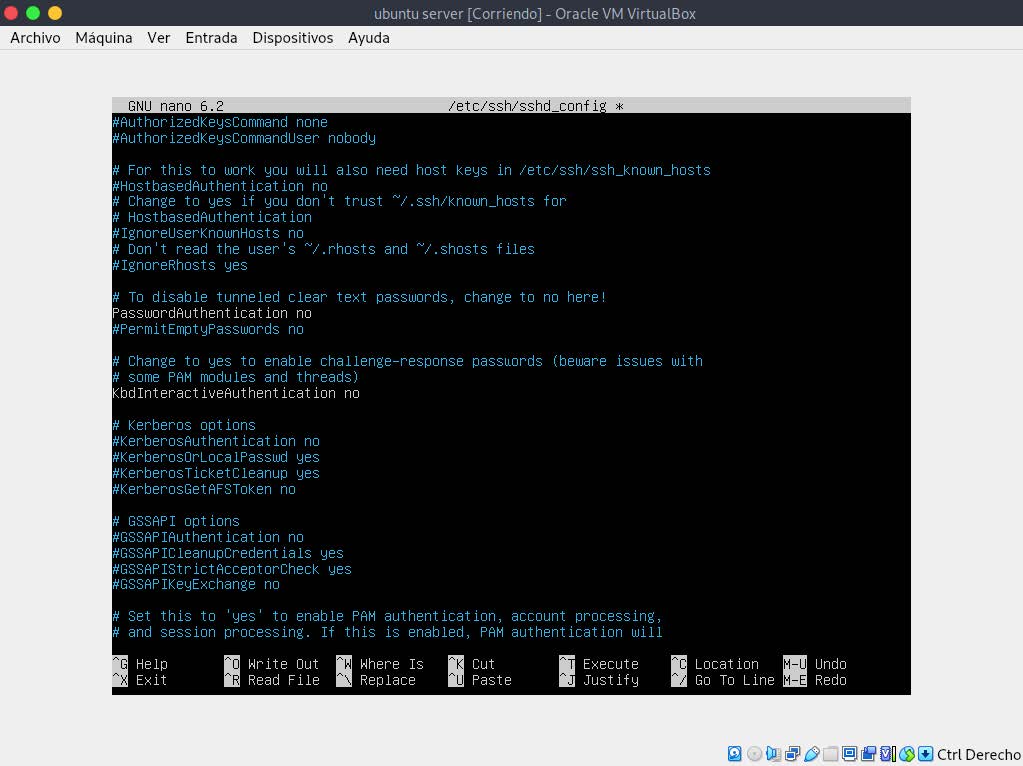 ubuntu server [Corriendo] - Oracle VM VirtualBox
Archivo Máquina Ver Entrada Dispositivos Ayuda
GNU nano 6.2 /etc/ssh/sshd_config *
#AuthorizedKeysCommand none
#AuthorizedKeysCommandUser nobody
# For this to work you will also need host keys in /etc/ssh/ssh_known_hosts
#HostbasedAuthentication no
# Change to yes if you don't trust ~/.ssh/known_hosts for
# HostbasedAuthentication
#IgnoreUserKnownHosts no
# Don't read the user's ~/.rhosts and ~/.shosts files
#IgnoreRhosts yes
# To disable tunneled clear text passwords, change to no here!
PasswordAuthentication no
#PermitEmptyPasswords no
# Change to yes to enable challenge-response passwords (beware issues with
# some PAM modules and threads)
KbdInteractiveAuthentication no
# Kerberos options
#KerberosAuthentication no
#KerberosOrLocalPasswd yes
#KerberosTicketCleanup yes
#KerberosGetAFSToken no
# GSSAPI options
#GSSAPIAuthentication no
#GSSAPICleanupCredentials yes
#GSSAPIStrictAcceptorCheck yes
#GSSAPIKeyExchange no
# Set this to 'yes' to enable PAM authentication, account processing,
# and session processing. If this is enabled, PAM authentication will
^G Help ^O Write Out ^W Where Is ^K Cut ^T Execute ^C Location M-U Undo
^X Exit ^R Read File ^\ Replace ^U Paste ^J Justify ^/ Go To Line M-E Redo
Ctrl Derecho